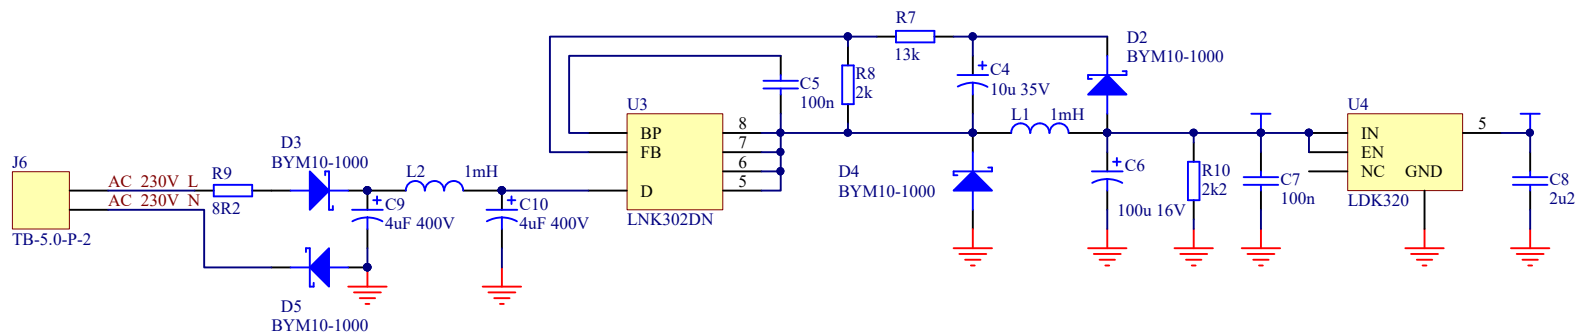 J6
AC 230V L
AC 230V N
TB-5.0-P-2
R9
8R2
D3
BYM10-1000
D5
BYM10-1000
L2 1mH
C9
4uF 400V
C10
4uF 400V
U3
BP
FB
D
8
7
6
5
LNK302DN
C5
100n
R8
2k
R7
13k
C4
10u 35V
D2
BYM10-1000
L1 1mH
D4
BYM10-1000
C6
100u 16V
R10
2k2
C7
100n
U4
IN
EN
NC GND
5
LDK320
C8
2u2